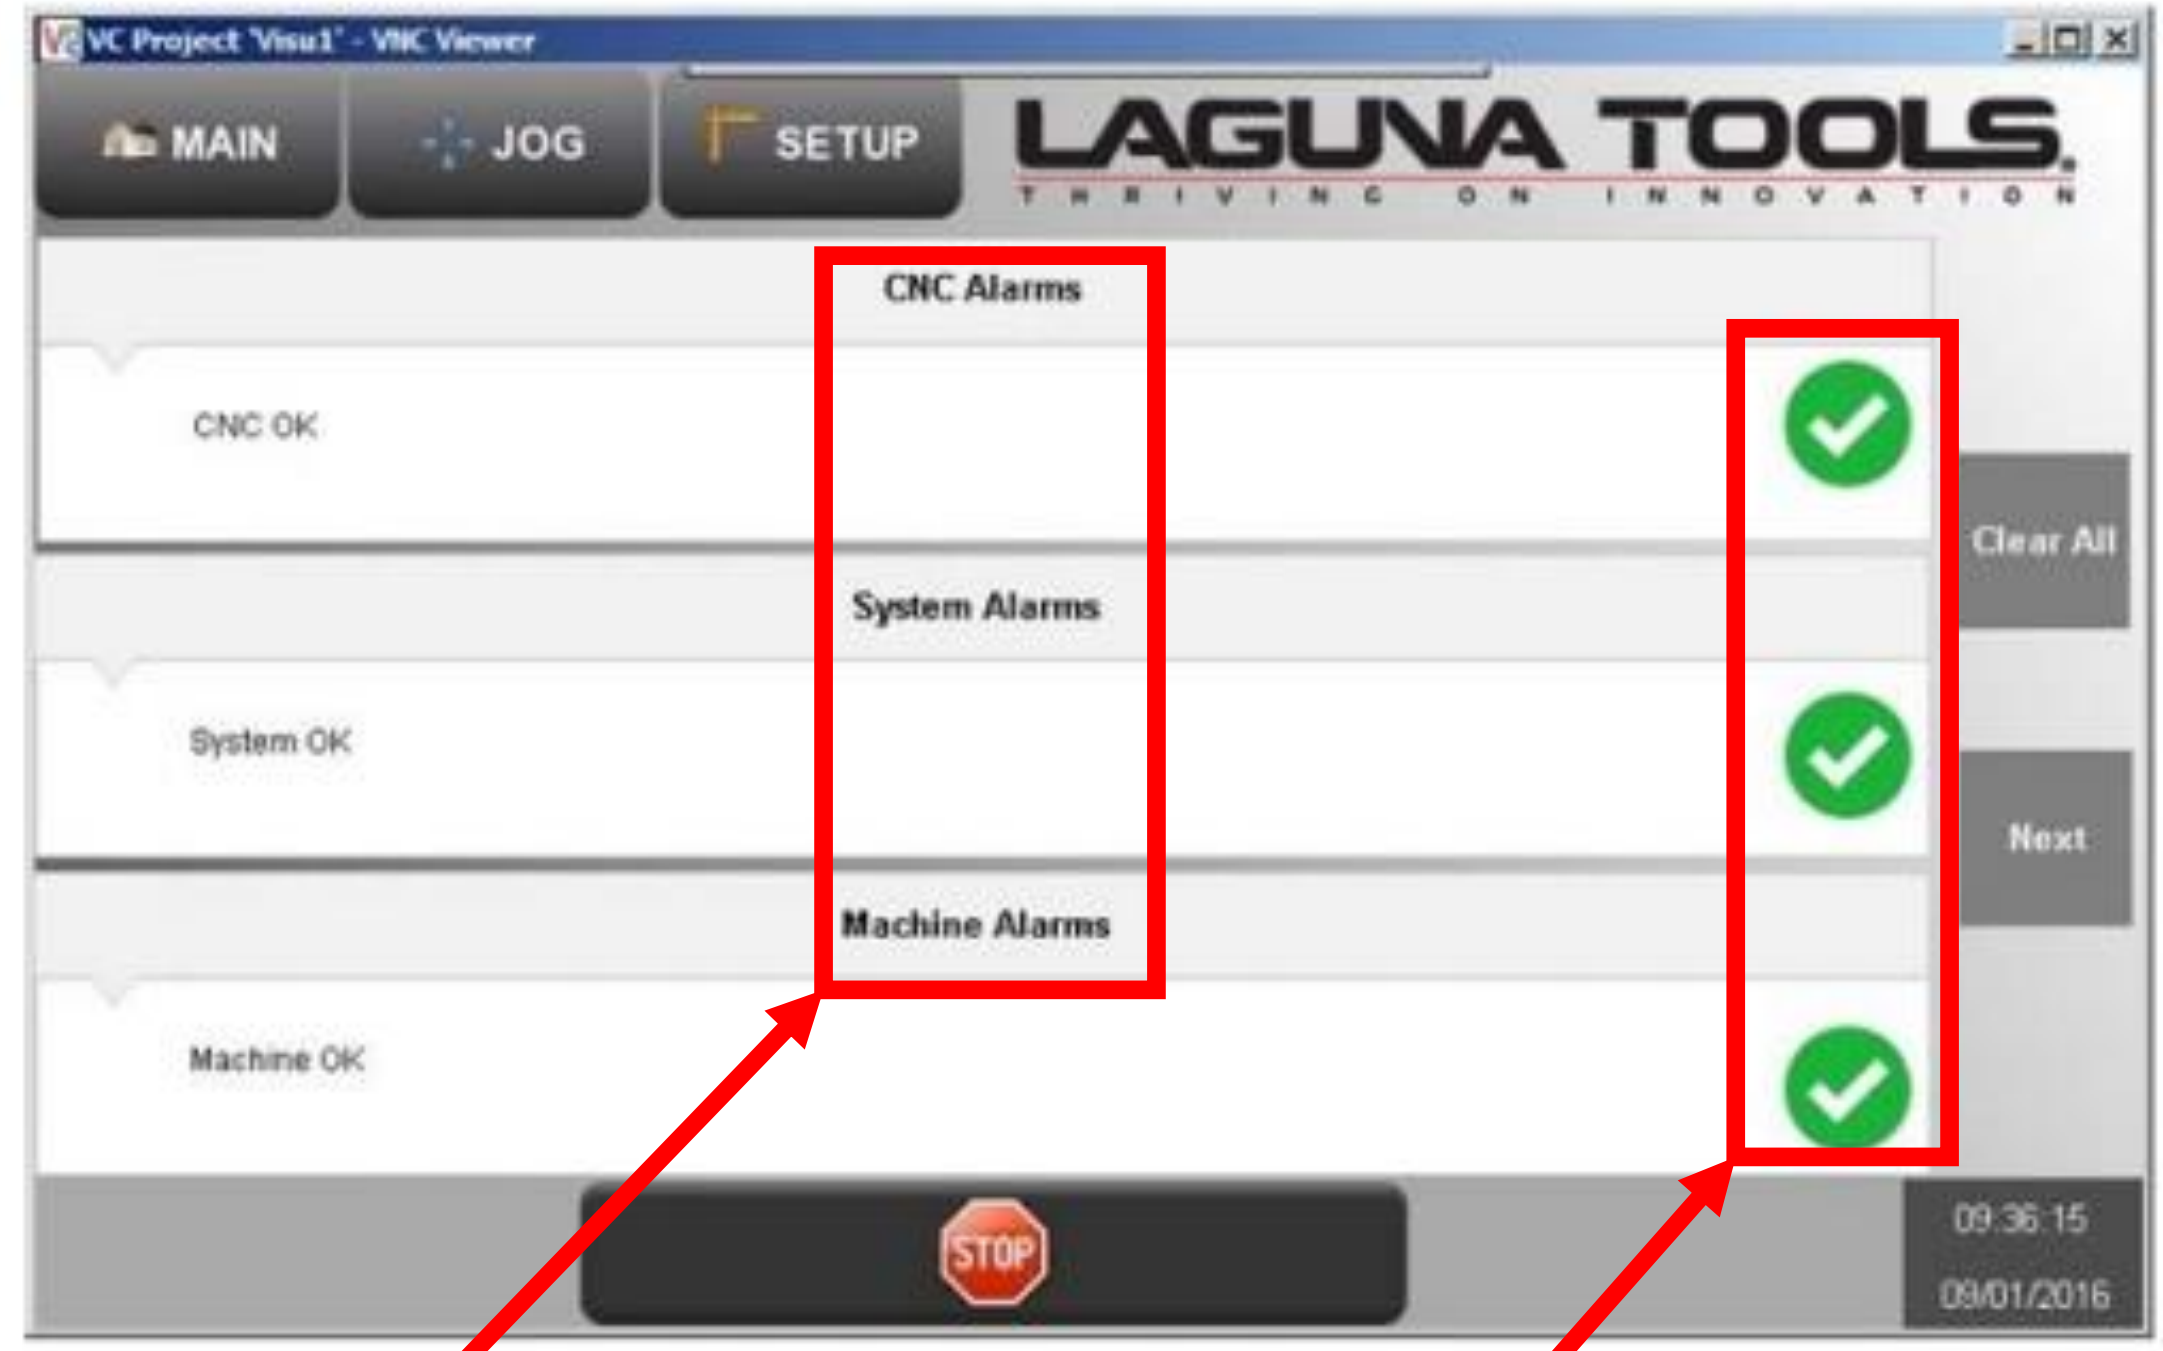 VC Project 'Visu1' - VNC Viewer
MAIN
JOG
SETUP
LAGUNA TOOLS.
THRIVING ON INNOVATION
CNC Alarms
CNC OK
Clear All
System Alarms
System OK
Next
Machine Alarms
Machine OK
STOP
09:36:15
09/01/2016